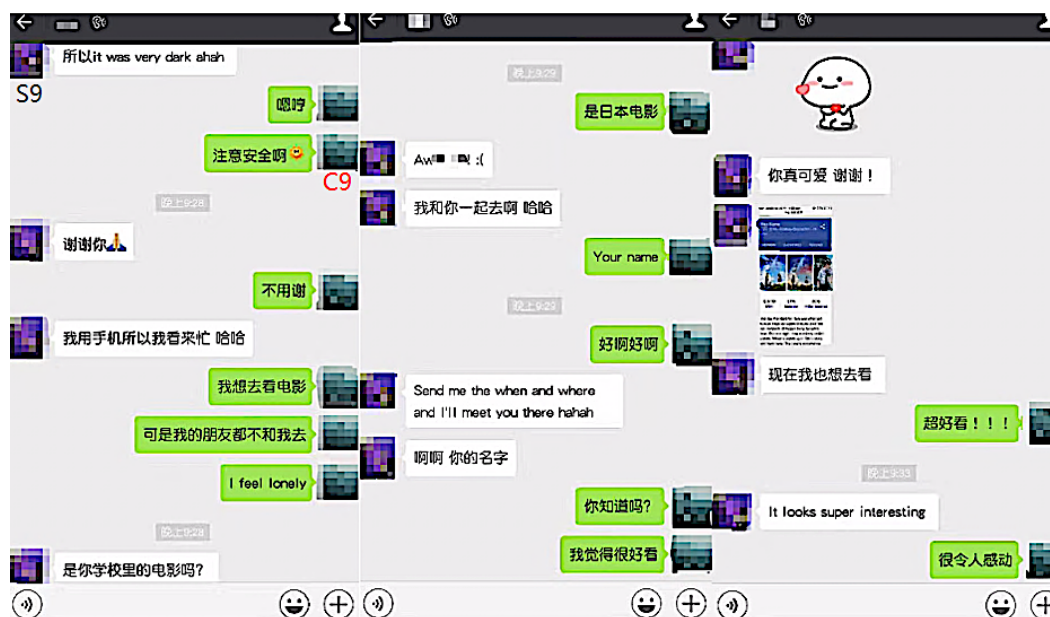 所以it was very dark ahah
S9
嗯哼
注意安全啊
C9
晚上9:28
谢谢你
不用谢
我用手机所以我看来忙 哈哈
我想去看电影
可是我的朋友都不和我去
I feel lonely
晚上9:28
是你学校里的电影吗?
晚上9:29
是日本电影
:(
我和你一起去啊 哈哈
Your name
晚上9:29
好啊好啊
Send me the when and where
and I'll meet you there hahah
啊啊 你的名字
你知道吗?
我觉得很好看
你真可爱 谢谢！
现在我也想去看
超好看！！！
晚上9:33
It looks super interesting
很令人感动